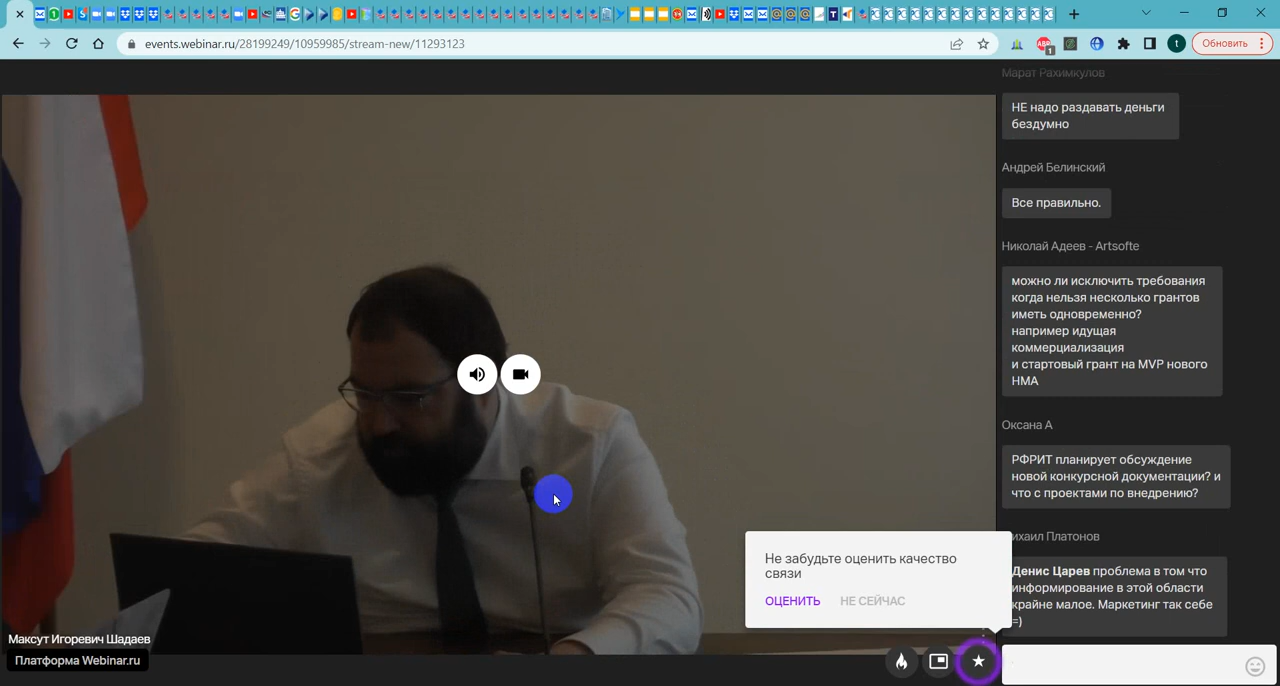 events.webinar.ru/28199249/10959985/stream-new/11293123
ABP
1
t
Обновить
Марат Рахимкулов
НЕ надо раздавать деньги
бездумно
Андрей Белинский
Все правильно.
Николай Адеев - Artsofte
можно ли исключить требования
когда нельзя несколько грантов
иметь одновременно?
например идущая
коммерциализация
и стартовый грант на MVP нового
НМА
Оксана А
РФРИТ планирует обсуждение
новой конкурсной документации? и
что с проектами по внедрению?
ихаил Платонов
Денис Царев проблема в том что
информирование в этой области
крайне малое. Маркетинг так себе
=)
Не забудьте оценить качество
связи
ОЦЕНИТЬ НЕ СЕЙЧАС
Максут Игоревич Шадаев
Платформа Webinar.ru